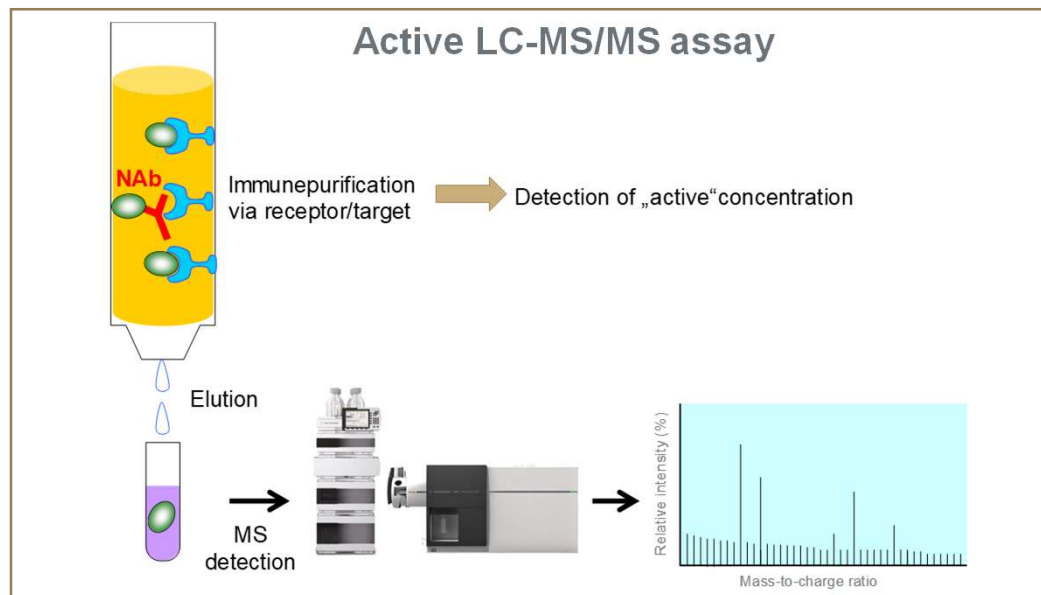 Active LC-MS/MS assay
NAb
Immunepurification
via receptor/target
Detection of „active“concentration
Elution
MS
detection
Relative intensity (%)
Mass-to-charge ratio